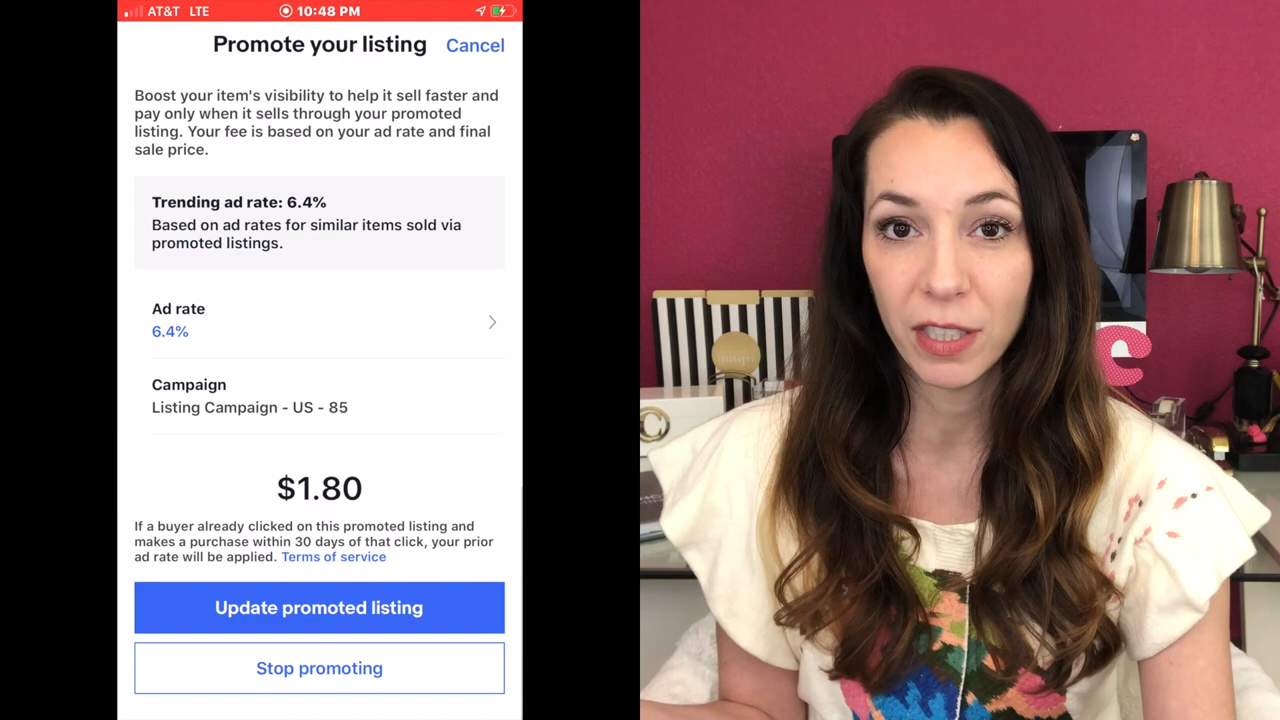 AT&T LTE 10:48 PM
Promote your listing Cancel
Boost your item's visibility to help it sell faster and
pay only when it sells through your promoted
listing. Your fee is based on your ad rate and final
sale price.
Trending ad rate: 6.4%
Based on ad rates for similar items sold via
promoted listings.
Ad rate
6.4%
Campaign
Listing Campaign - US - 85
$1.80
If a buyer already clicked on this promoted listing and
makes a purchase within 30 days of that click, your prior
ad rate will be applied. Terms of service
Update promoted listing
Stop promoting